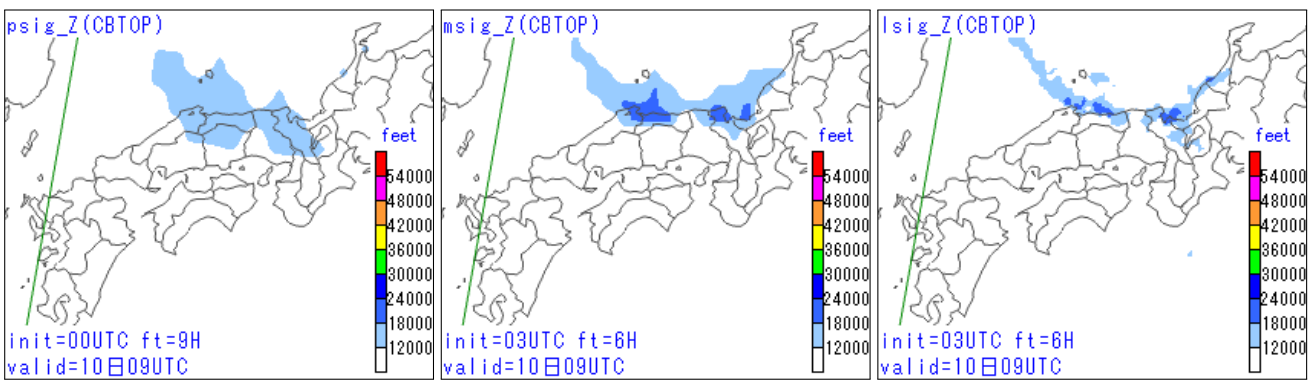 psig_Z(CBTOP)
feet
54000
48000
42000
36000
30000
24000
18000
12000
init=00UTC ft=9H
valid=10日09UTC
msig_Z(CBTOP)
feet
54000
48000
42000
36000
30000
24000
18000
12000
init=03UTC ft=6H
valid=10日09UTC
lsig_Z(CBTOP)
feet
54000
48000
42000
36000
30000
24000
18000
12000
init=03UTC ft=6H
valid=10日09UTC